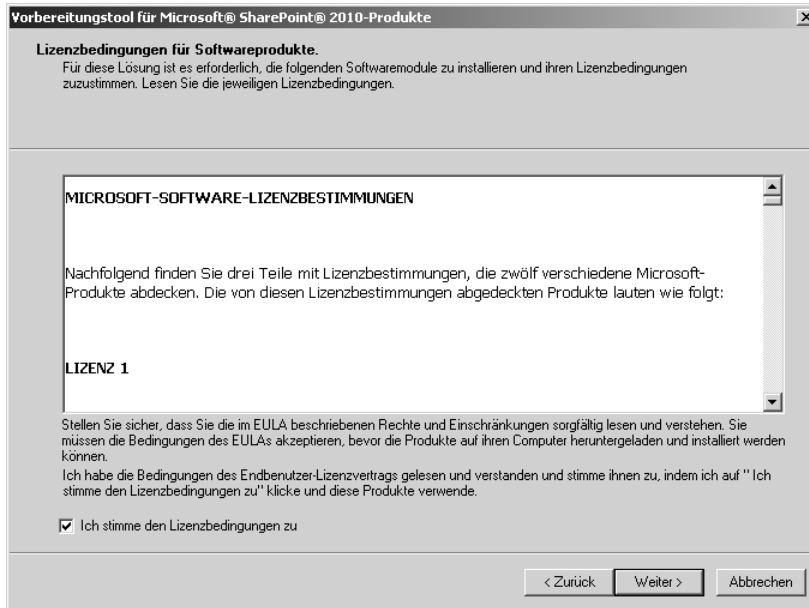 Vorbereitungstool für Microsoft® SharePoint® 2010-Produkte
Lizenzbedingungen für Softwareprodukte.
Für diese Lösung ist es erforderlich, die folgenden Softwaremodule zu installieren und ihren Lizenzbedingungen
zuzustimmen. Lesen Sie die jeweiligen Lizenzbedingungen.
MICROSOFT-SOFTWARE-LIZENZBESTIMMUNGEN
Nachfolgend finden Sie drei Teile mit Lizenzbestimmungen, die zwölf verschiedene Microsoft-
Produkte abdecken. Die von diesen Lizenzbestimmungen abgedeckten Produkte lauten wie folgt:
LIZENZ 1
Stellen Sie sicher, dass Sie die im EULA beschriebenen Rechte und Einschränkungen sorgfältig lesen und verstehen. Sie
müssen die Bedingungen des EULAs akzeptieren, bevor die Produkte auf ihren Computer heruntergeladen und installiert werden
können.
Ich habe die Bedingungen des Endbenutzer-Lizenzvertrags gelesen und verstanden und stimme ihnen zu, indem ich auf " Ich
stimme den Lizenzbedingungen zu" klicke und diese Produkte verwende.
Ich stimme den Lizenzbedingungen zu
< Zurück Weiter > Abbrechen